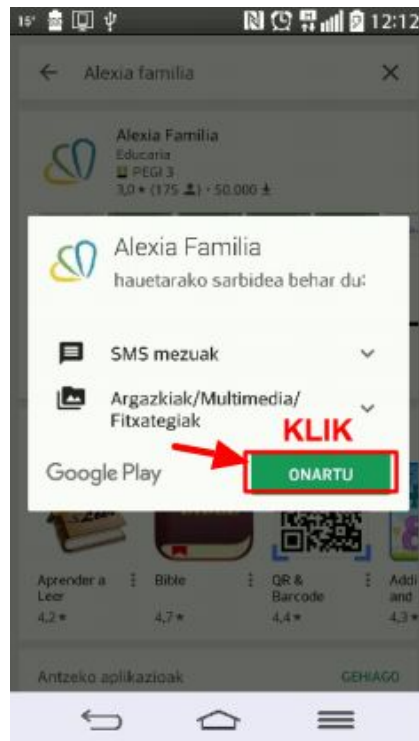 15° 12:12
Alexia familia
Alexia Familia
Educaria
PEGI 3
3,0 ★ (175) • 50.000
Alexia Familia
hauetarako sarbidea behar du:
SMS mezuak
Argazkiak/Multimedia/
Fitxategiak
KLIK
Google Play ONARTU
Aprender a Leer
4,2 ★
Bible
4,7 ★
QR &
Barcode
4,4 ★
Addi
and
4,3 ★
Antzeko aplikazioak GEHIAGO